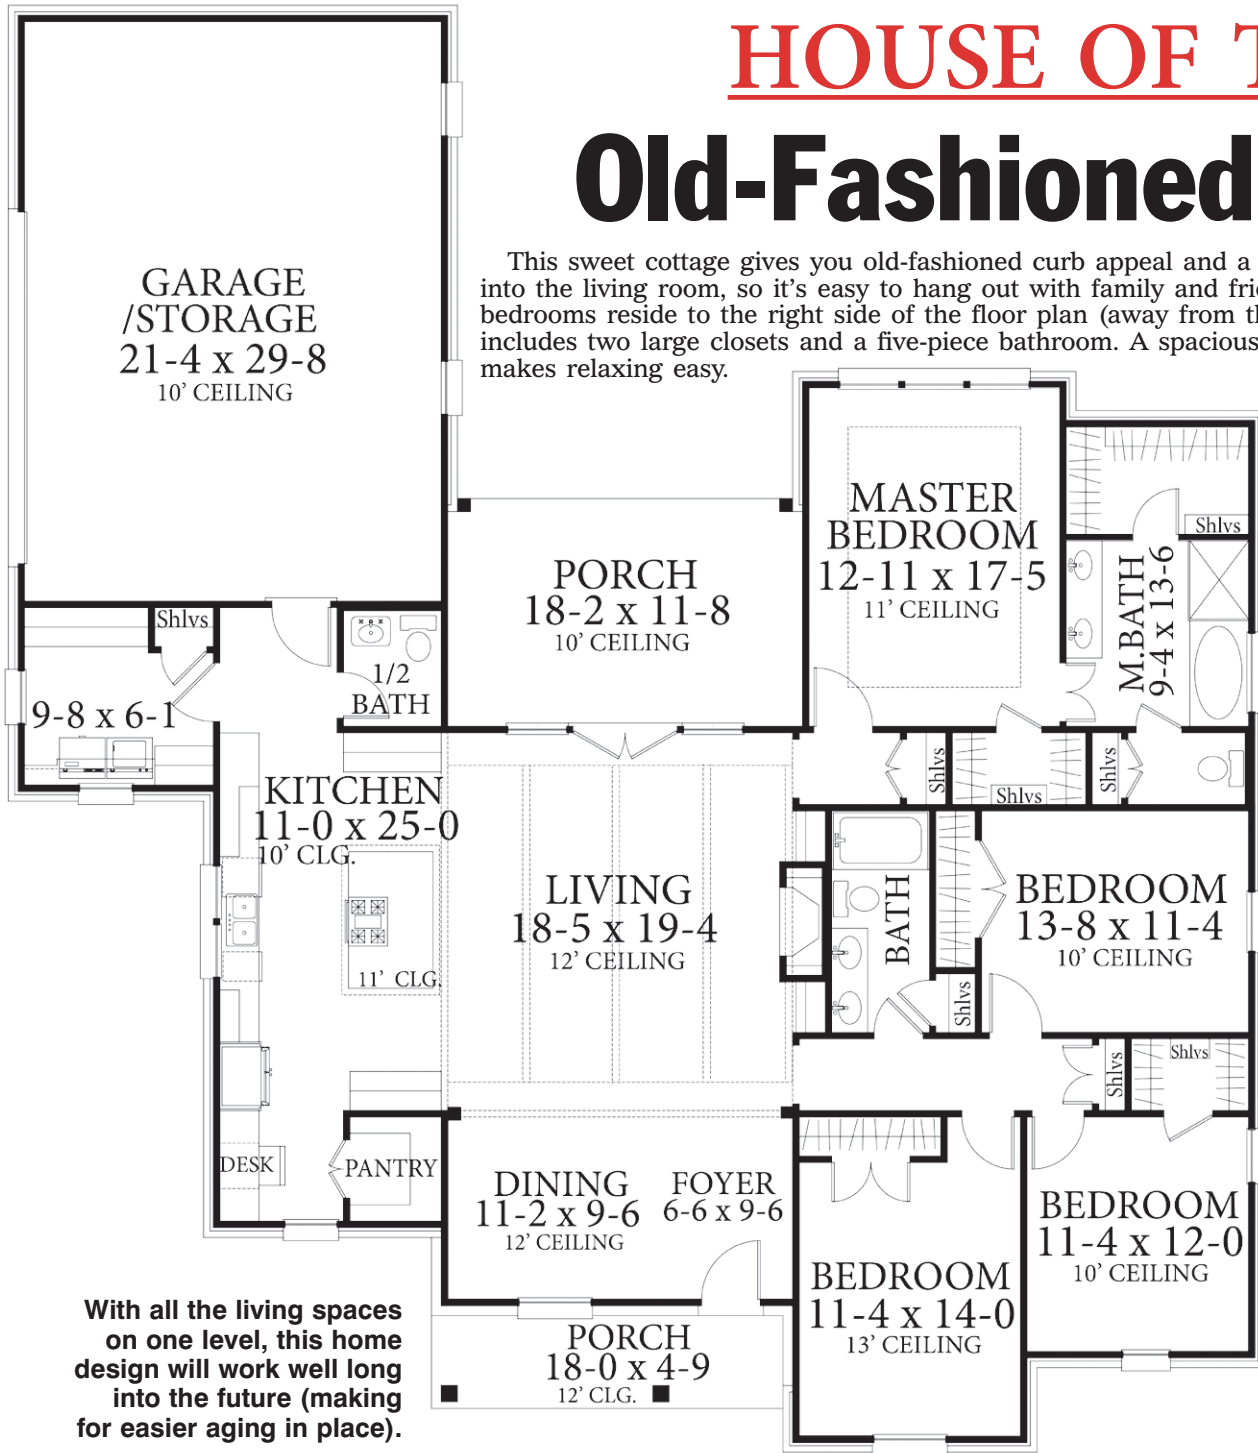 HOUSE OF
Old-Fashioned
This sweet cottage gives you old-fashioned curb appeal and a
into the living room, so it's easy to hang out with family and
bedrooms reside to the right side of the floor plan (away from
includes two large closets and a five-piece bathroom. A spacious
makes relaxing easy.
GARAGE
/STORAGE
21-4 x 29-8
10' CEILING
MASTER
BEDROOM
12-11 x 17-5
11' CEILING
Shlvs
M.BATH
9-4 x 13-6
PORCH
18-2 x 11-8
10' CEILING
Shlvs
1/2
BATH
9-8 x 6-1
Shlvs
Shlvs
Shlvs
KITCHEN
11-0 x 25-0
10' CLG.
11' CLG.
LIVING
18-5 x 19-4
12' CEILING
BATH
Shlvs
BEDROOM
13-8 x 11-4
10' CEILING
Shlvs
Shlvs
DESK
PANTRY
DINING
11-2 x 9-6
12' CEILING
FOYER
6-6 x 9-6
BEDROOM
11-4 x 12-0
10' CEILING
BEDROOM
11-4 x 14-0
13' CEILING
PORCH
18-0 x 4-9
12' CLG.
With all the living spaces
on one level, this home
design will work well long
into the future (making
for easier aging in place).